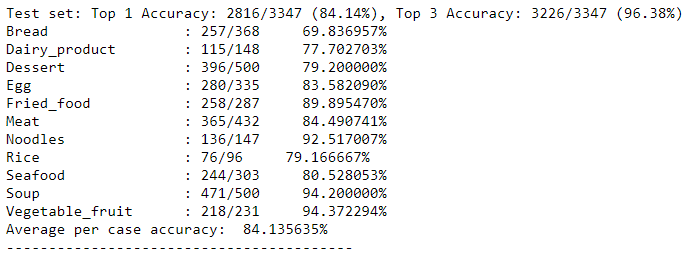 Test set: Top 1 Accuracy: 2816/3347 (84.14%), Top 3 Accuracy: 3226/3347 (96.38%)
Bread : 257/368 69.836957%
Dairy_product : 115/148 77.702703%
Dessert : 396/500 79.200000%
Egg : 280/335 83.582090%
Fried_food : 258/287 89.895470%
Meat : 365/432 84.490741%
Noodles : 136/147 92.517007%
Rice : 76/96 79.166667%
Seafood : 244/303 80.528053%
Soup : 471/500 94.200000%
Vegetable_fruit : 218/231 94.372294%
Average per case accuracy: 84.135635%
-----------------------------------------